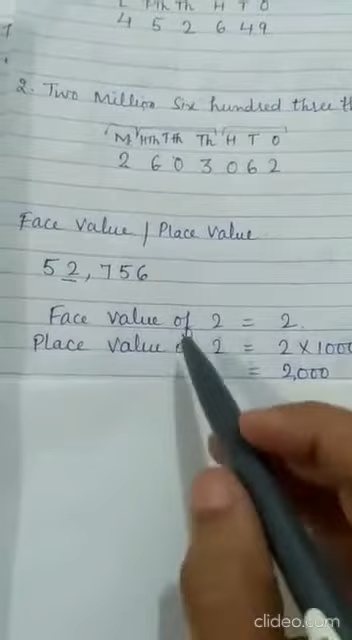 Th H T O
4 5 2 6 4 9
2. Two Million Six hundred three
M HTh TTh Th H T O
2 6 0 3 0 6 2
Face Value / Place Value
52,756
Face Value of 2 = 2.
Place Value 2 = 2 × 1000
= 2,000
clideo.com